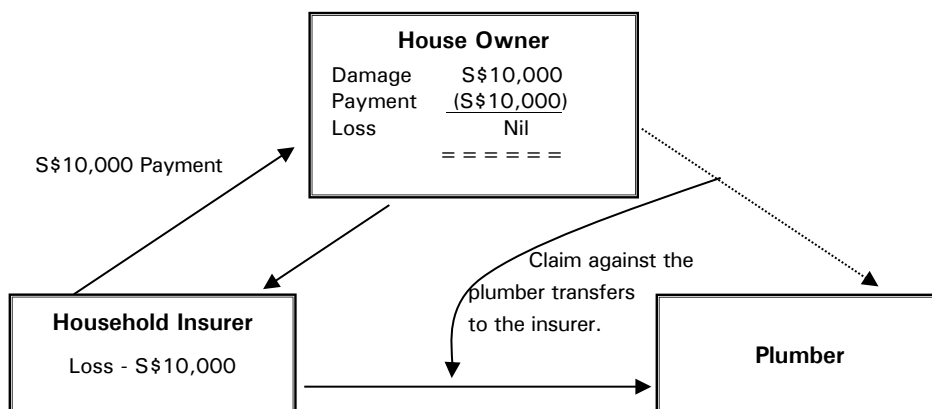 House Owner
Damage S$10,000
Payment (S$10,000)
Loss Nil
= = = = = =
S$10,000 Payment
Claim against the
plumber transfers
to the insurer.
Household Insurer
Loss - S$10,000
Plumber